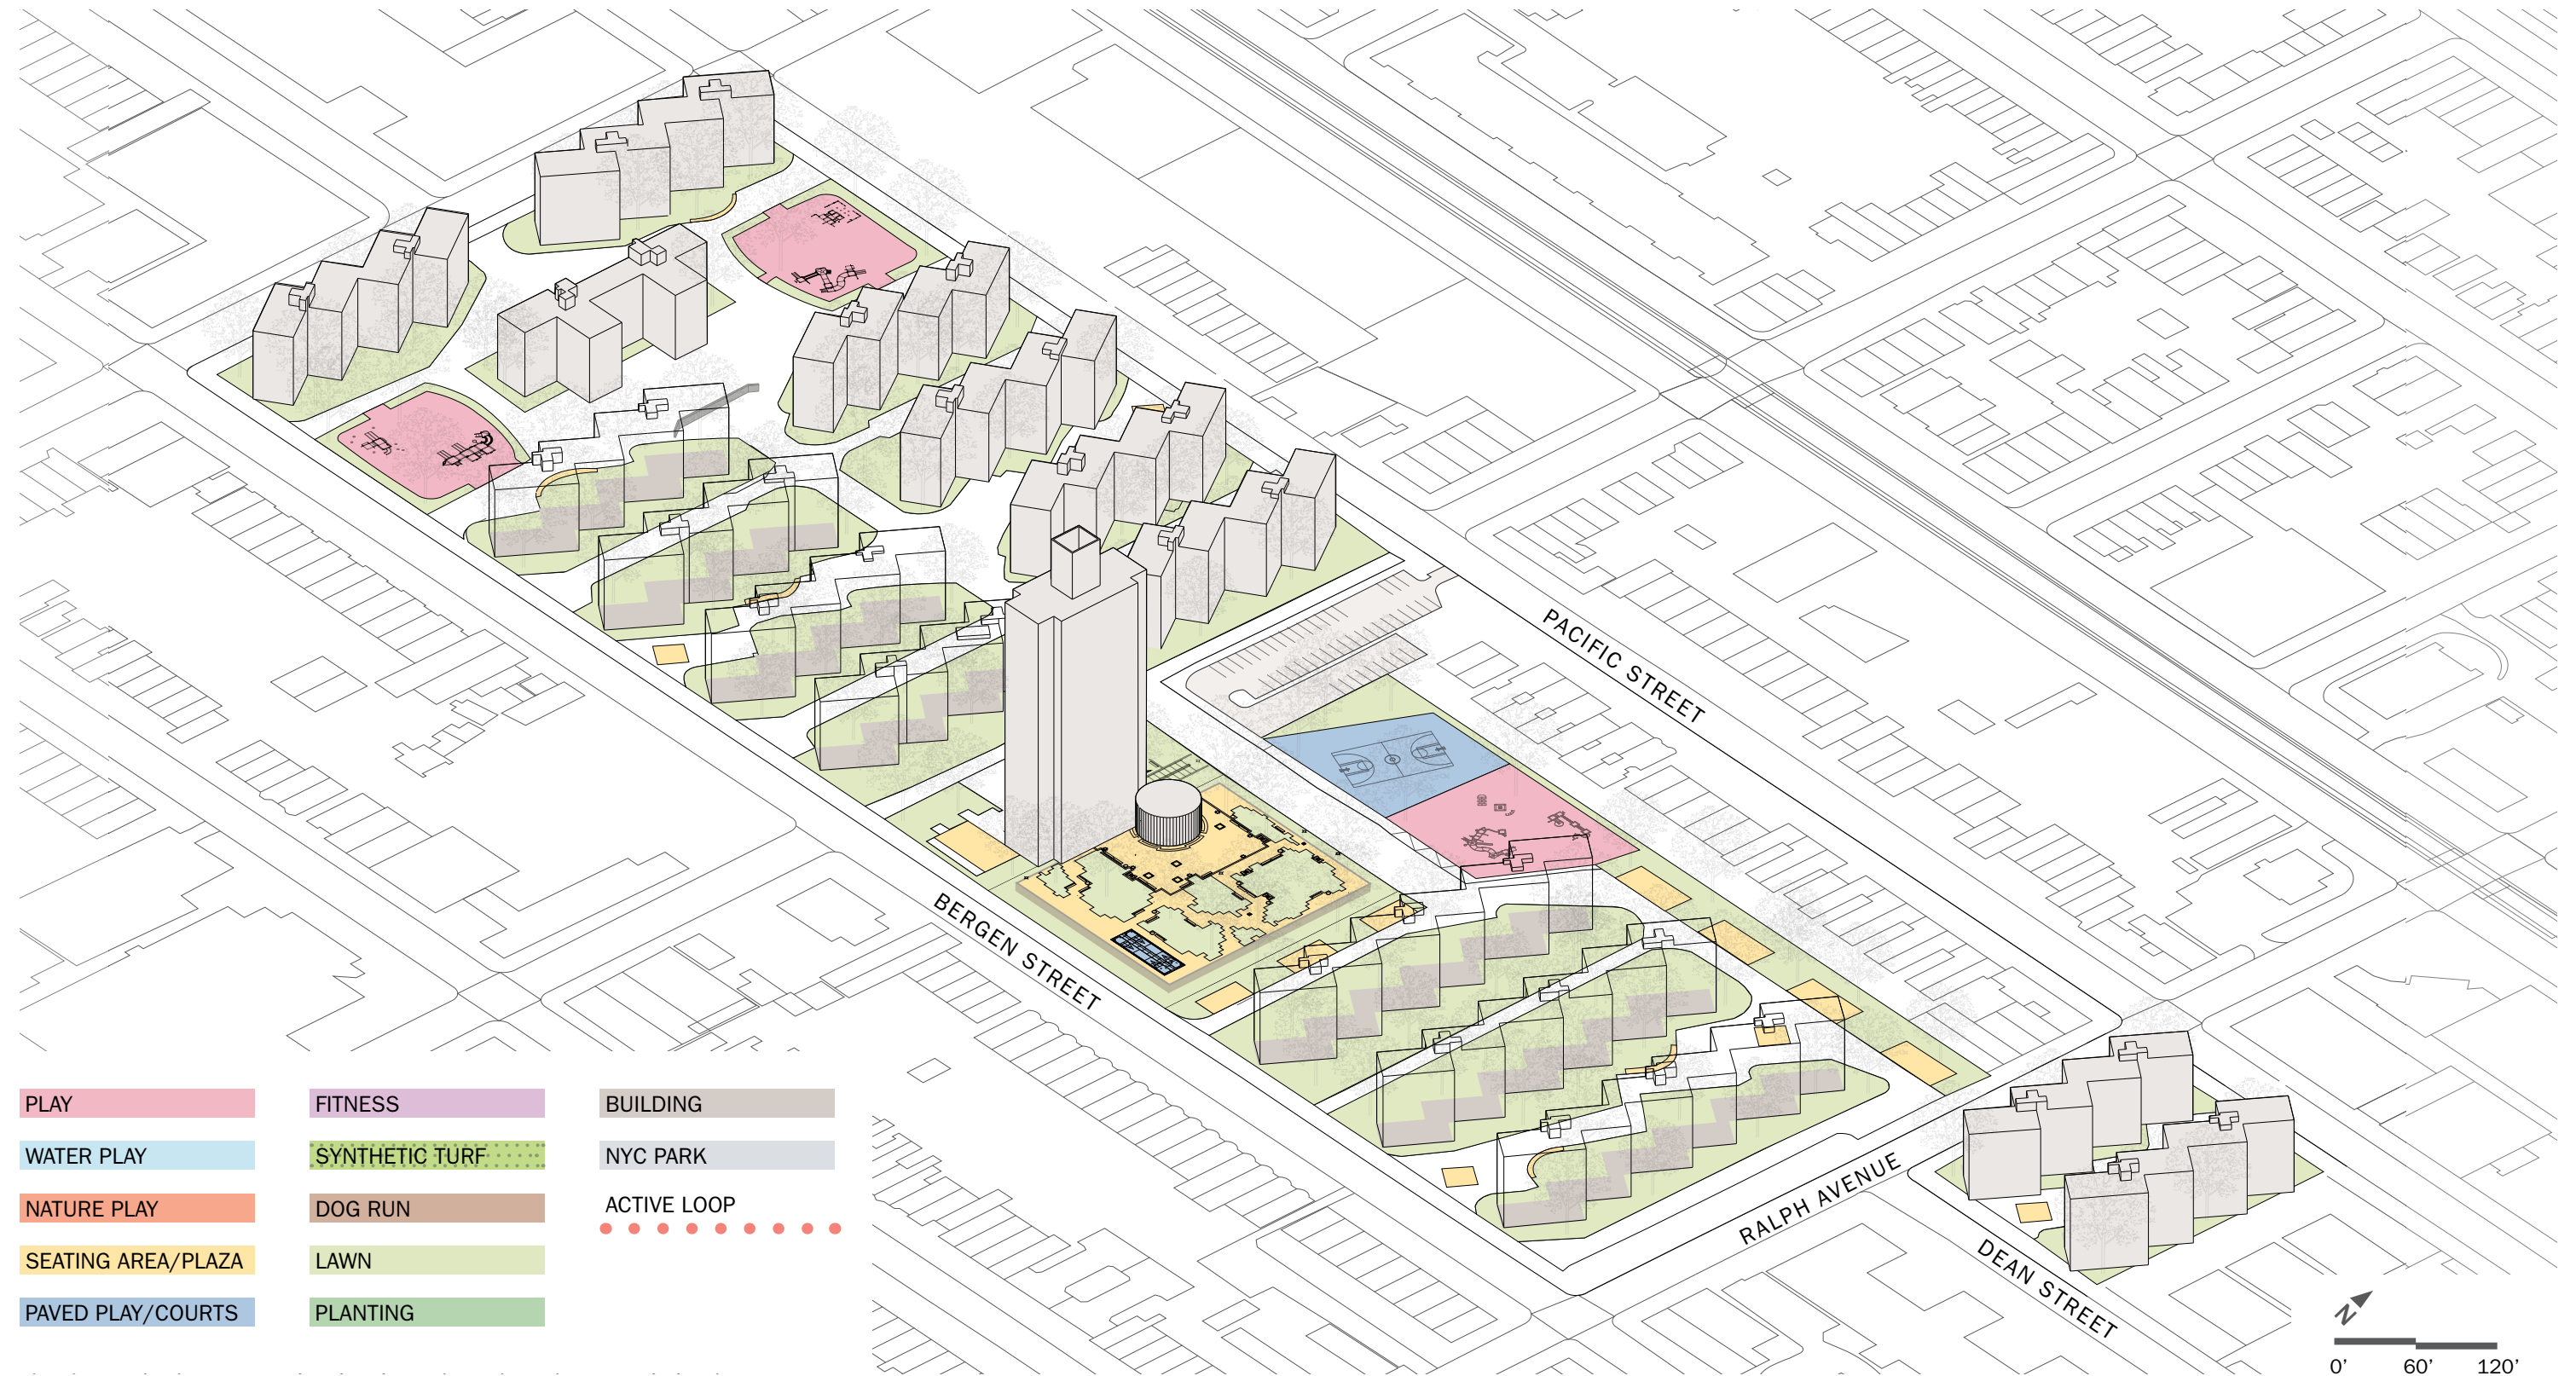 PACIFIC STREET
BERGEN STREET
RALPH AVENUE
DEAN STREET
PLAY
WATER PLAY
NATURE PLAY
SEATING AREA/PLAZA
PAVED PLAY/COURTS
FITNESS
SYNTHETIC TURF
DOG RUN
LAWN
PLANTING
BUILDING
NYC PARK
ACTIVE LOOP
N
0' 60' 120'